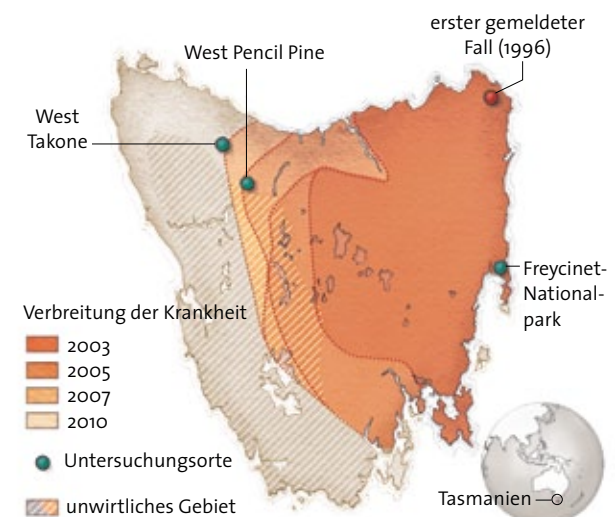 erster gemeldeter
Fall (1996)
West Pencil Pine
West
Takone
Freycinet-
National-
park
Verbreitung der Krankheit
2003
2005
2007
2010
Untersuchungsorte
unwirtliches Gebiet
Tasmanien